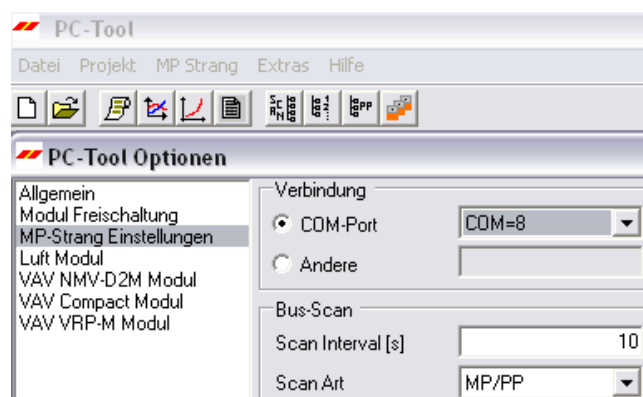 PC-Tool
Datei Projekt MP Strang Extras Hilfe
PC-Tool Optionen
Allgemein
Modul Freischaltung
MP-Strang Einstellungen
Luft Modul
VAV NMV-D2M Modul
VAV Compact Modul
VAV VRP-M Modul
Verbindung
COM-Port COM=8
Andere
Bus-Scan
Scan Interval [s] 10
Scan Art MP/PP